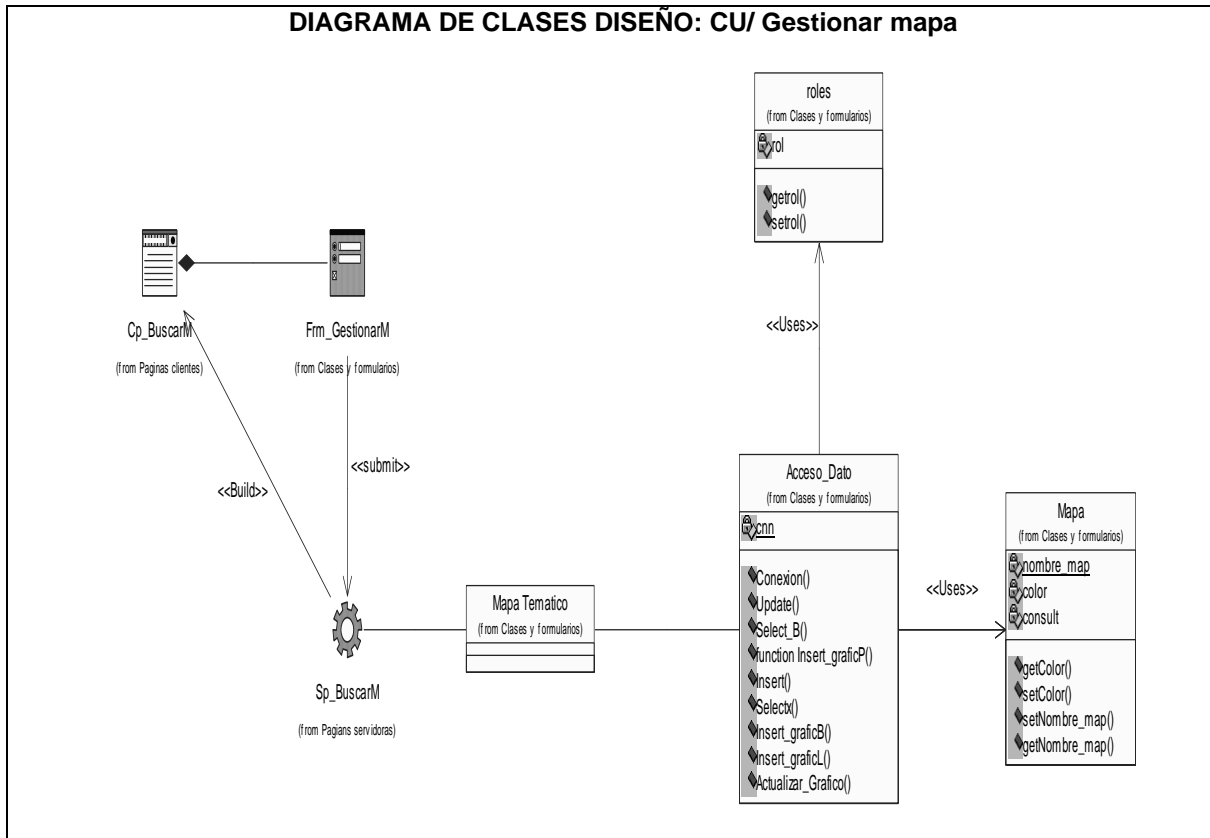 DIAGRAMA DE CLASES DISEÑO: CU/ Gestionar mapa
roles
(from Clases y formularios)
rol
getrol()
setrol()
<<Uses>>
Cp_BuscarM
(from Paginas clientes)
Frm_GestionarM
(from Clases y formularios)
<<Build>>
<<submit>>
Sp_BuscarM
(from Pagians servidoras)
Mapa Tematico
(from Clases y formularios)
Acceso_Dato
(from Clases y formularios)
cnn
Conexion()
Update()
Select_B()
function Insert_graficP()
Insert()
Selectx()
Insert_graficB()
Insert_graficL()
Actualizar_Grafico()
<<Uses>>
Mapa
(from Clases y formularios)
nombre_map
color
consult
getColor()
setColor()
setNombre_map()
getNombre_map()